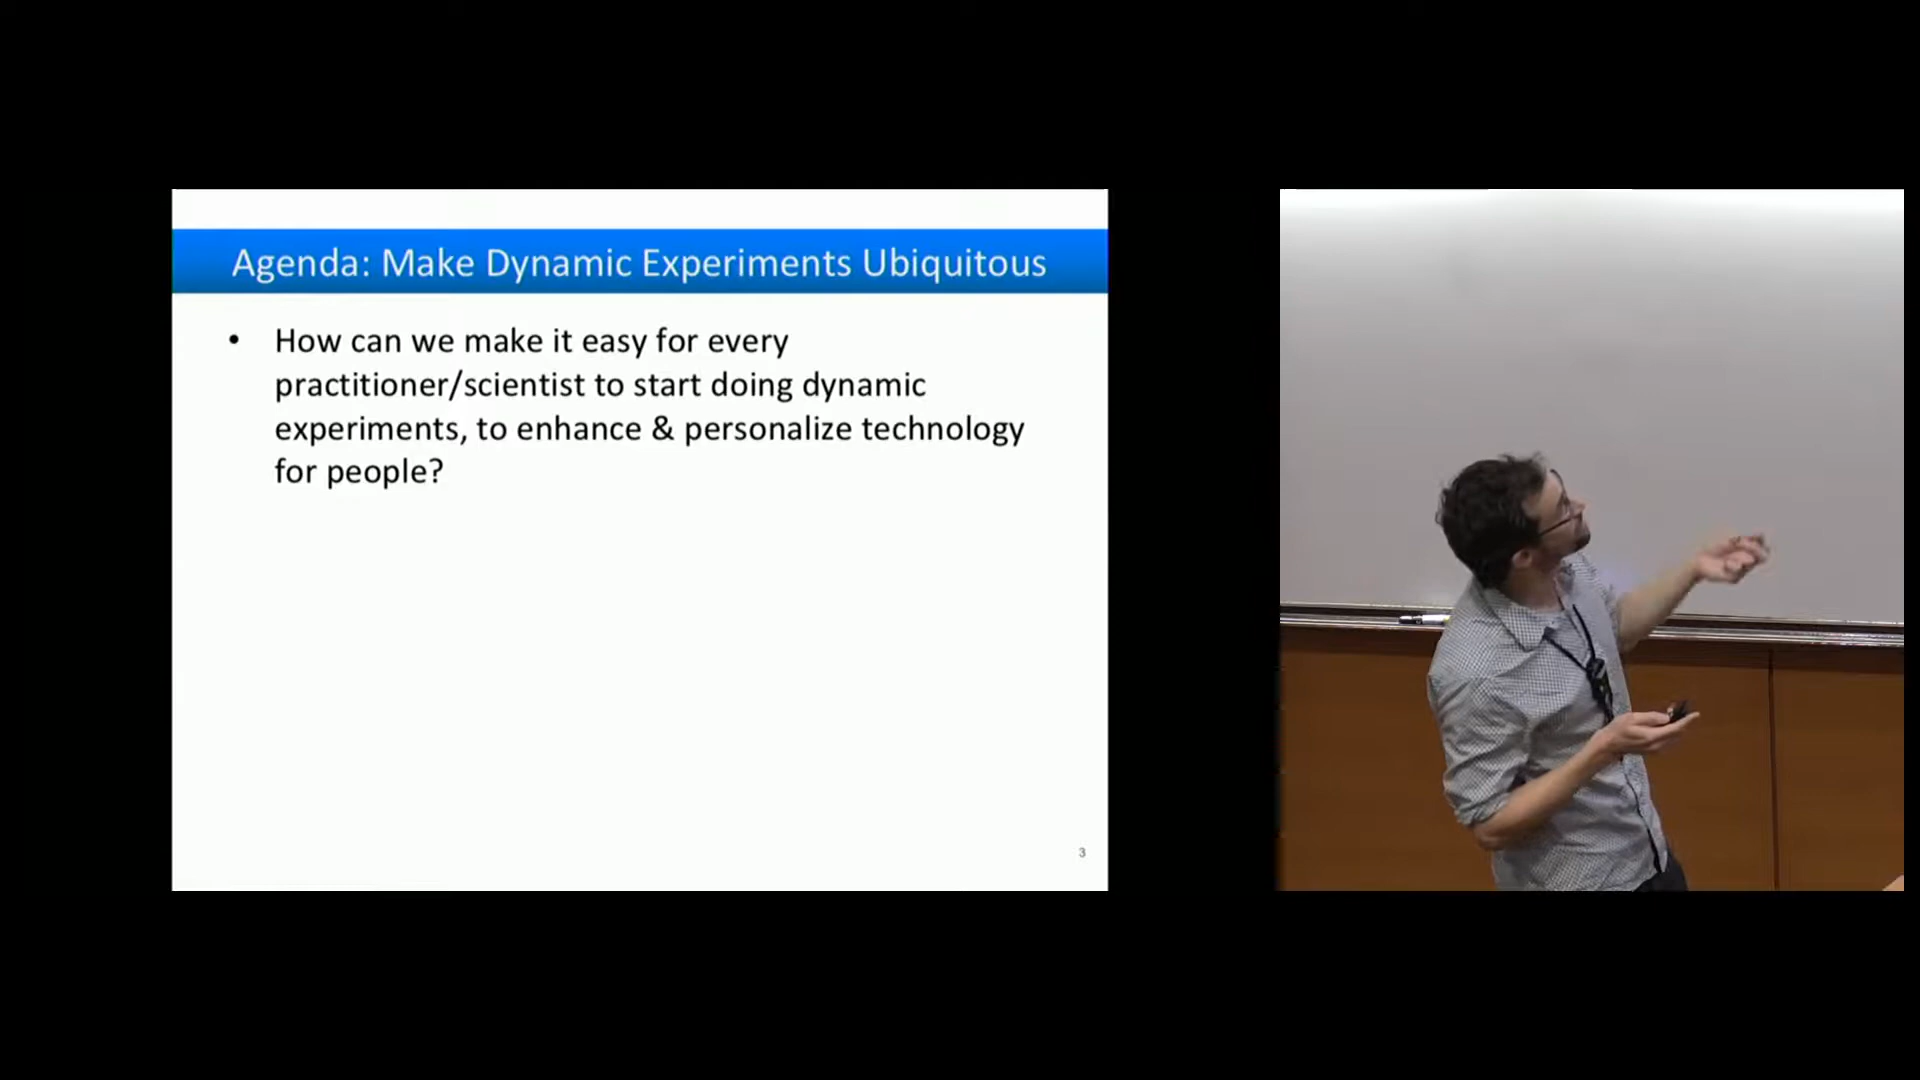 Agenda: Make Dynamic Experiments Ubiquitous
• How can we make it easy for every
practitioner/scientist to start doing dynamic
experiments, to enhance & personalize technology
for people?
3